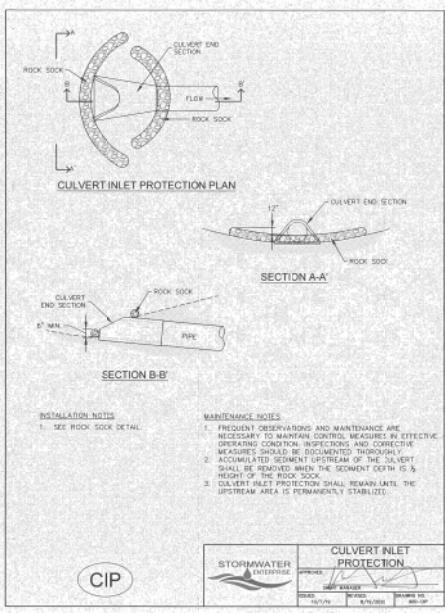 A
ROCK SOCK
CULVERT END
SECTION
B
B'
FLOW
ROCK SOCK
A'
CULVERT INLET PROTECTION PLAN
12"
CULVERT END SECTION
ROCK SOCK
SECTION A-A'
ROCK SOCK
CULVERT
END SECTION
6" MIN.
PIPE
SECTION B-B'
INSTALLATION NOTES
1. SEE ROCK SOCK DETAIL
MAINTENANCE NOTES
1. FREQUENT OBSERVATIONS AND MAINTENANCE ARE
NECESSARY TO MAINTAIN CONTROL MEASURES IN EFFECTIVE
OPERATING CONDITION. INSPECTIONS AND CORRECTIVE
MEASURES SHOULD BE DOCUMENTED THOROUGHLY.
2. ACCUMULATED SEDIMENT UPSTREAM OF THE CULVERT
SHALL BE REMOVED WHEN THE SEDIMENT DEPTH IS ½
HEIGHT OF THE ROCK SOCK.
3. CULVERT INLET PROTECTION SHALL REMAIN UNTIL THE
UPSTREAM AREA IS PERMANENTLY STABILIZED.
CIP
STORMWATER
ENTERPRISE
CULVERT INLET
PROTECTION
APPROVED:
MANAGER
ISSUED:
REVISED:
DRAWING NO.